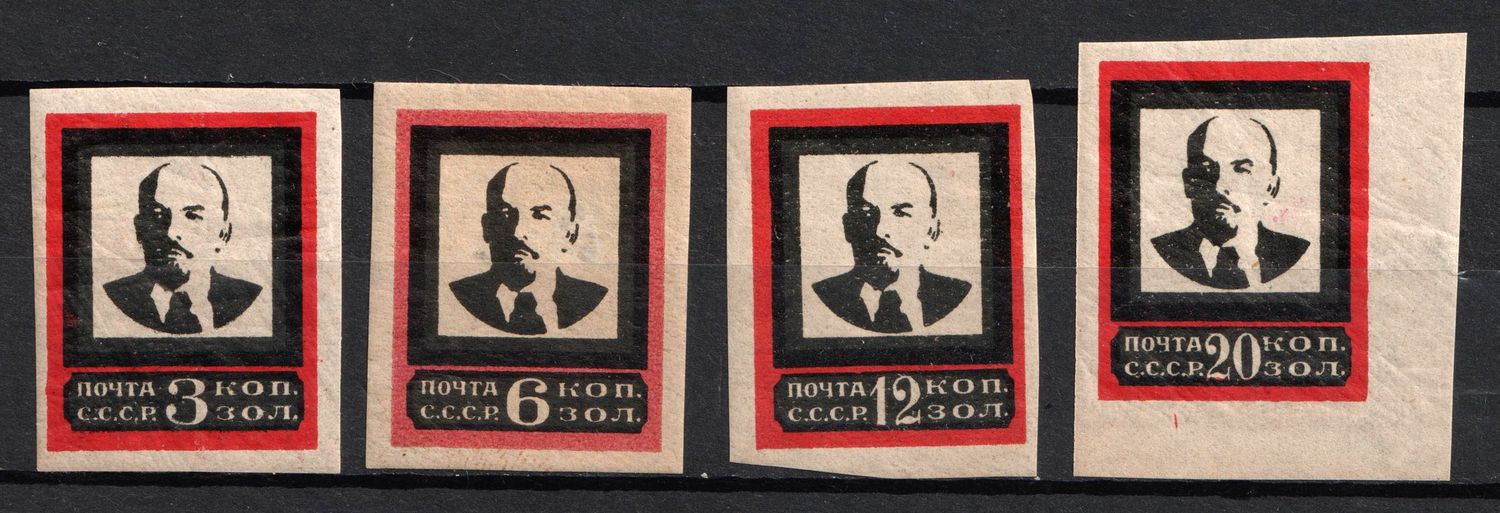 ПОЧТА 3 КОП.
С.С.С.Р. ЗОЛ.
ПОЧТА 6 КОП.
С.С.С.Р. ЗОЛ.
ПОЧТА 12 КОП.
С.С.С.Р. ЗОЛ.
ПОЧТА 20 КОП.
С.С.С.Р. ЗОЛ.